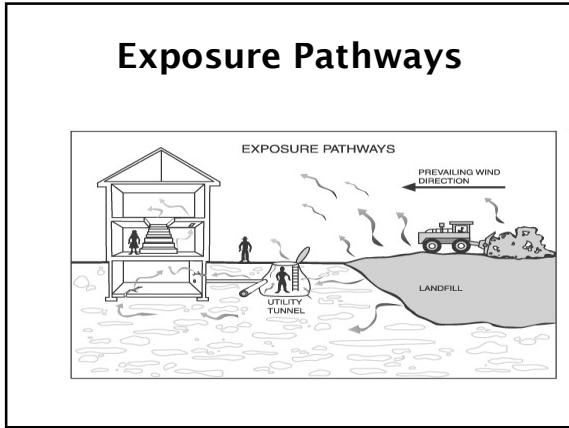 Exposure Pathways
EXPOSURE PATHWAYS
PREVAILING WIND
DIRECTION
LANDFILL
UTILITY
TUNNEL